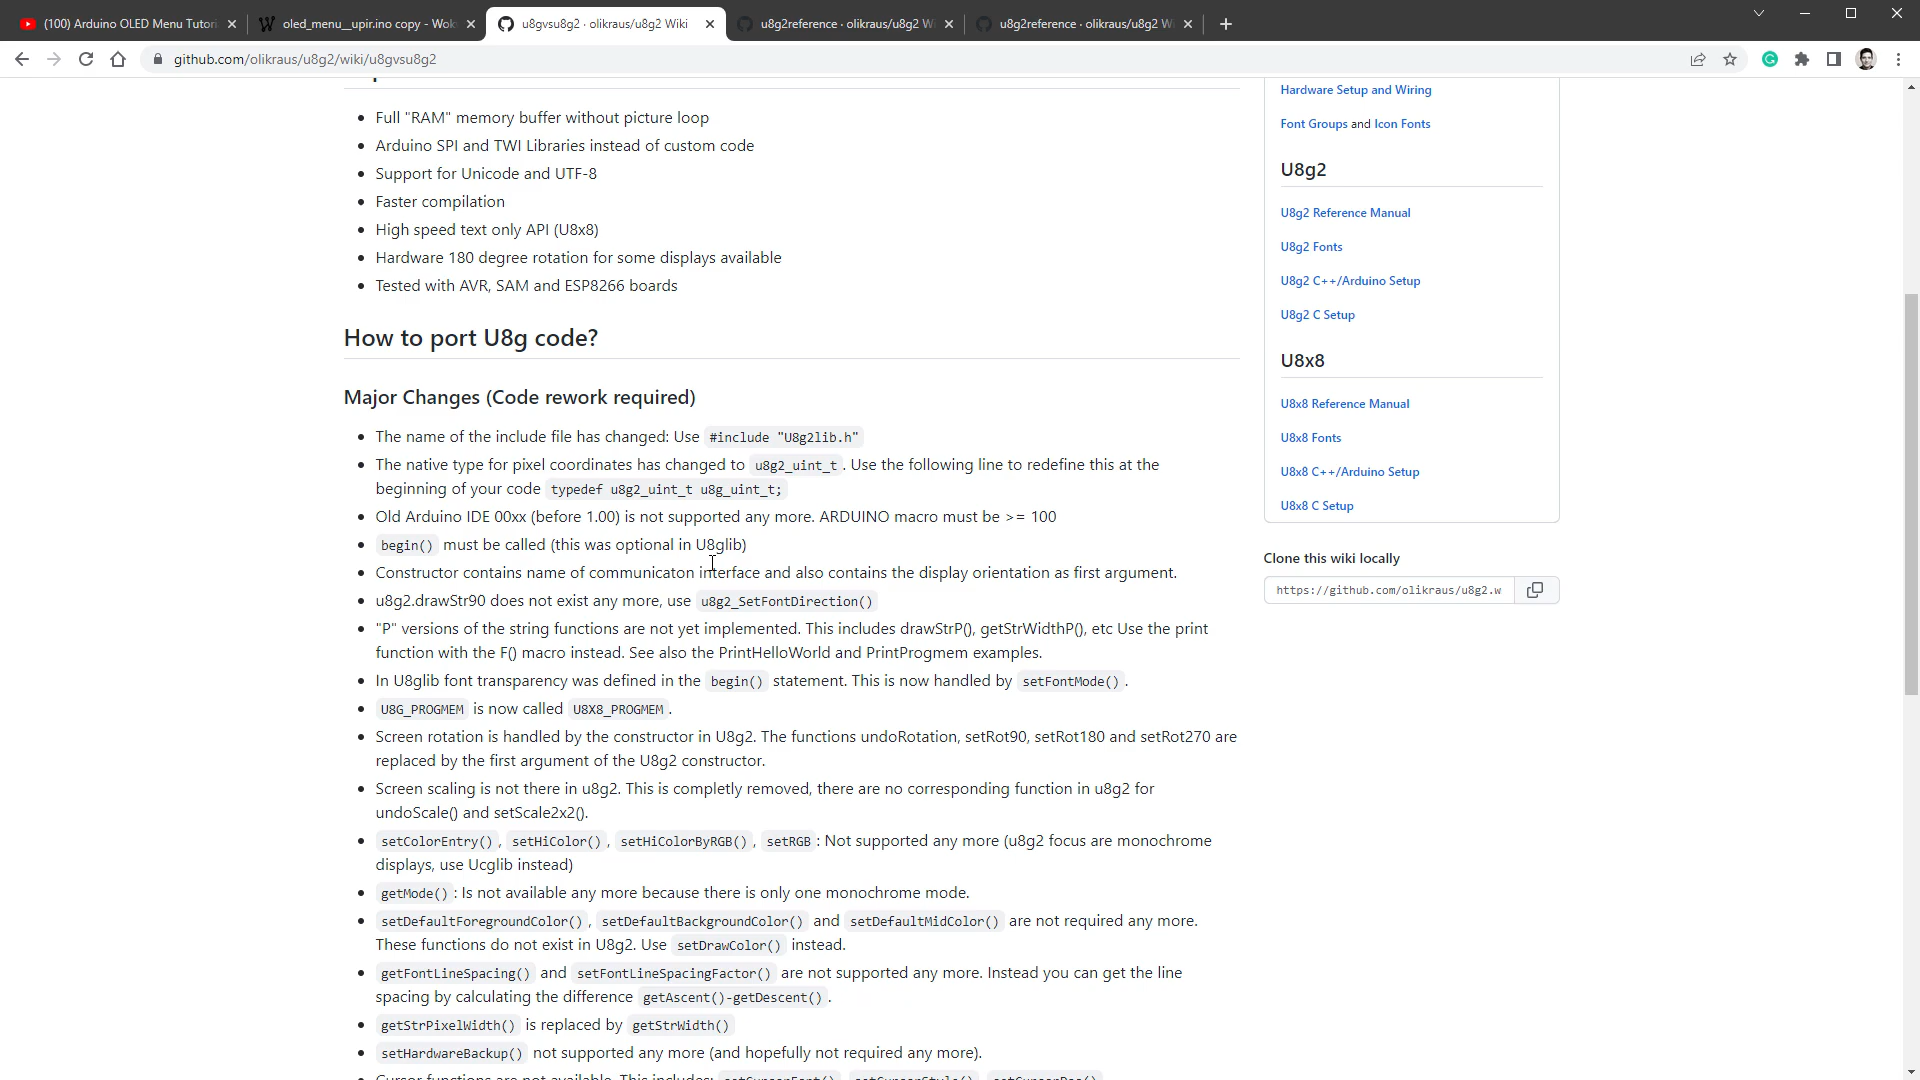 (100) Arduino OLED Menu Tutori
oled_menu__upir.ino copy - Wok
u8gvsu8g2 · olikraus/u8g2 Wiki
u8g2reference · olikraus/u8g2 W
u8g2reference · olikraus/u8g2 W
github.com/olikraus/u8g2/wiki/u8gvsu8g2
Full "RAM" memory buffer without picture loop
Arduino SPI and TWI Libraries instead of custom code
Support for Unicode and UTF-8
Faster compilation
High speed text only API (U8x8)
Hardware 180 degree rotation for some displays available
Tested with AVR, SAM and ESP8266 boards
How to port U8g code?
Major Changes (Code rework required)
The name of the include file has changed: Use #include "U8g2lib.h"
The native type for pixel coordinates has changed to u8g2_uint_t. Use the following line to redefine this at the
beginning of your code typedef u8g2_uint_t u8g_uint_t;
Old Arduino IDE 00xx (before 1.00) is not supported any more. ARDUINO macro must be >= 100
begin() must be called (this was optional in U8glib)
Constructor contains name of communicaton interface and also contains the display orientation as first argument.
u8g2.drawStr90 does not exist any more, use u8g2_SetFontDirection()
"P" versions of the string functions are not yet implemented. This includes drawStrP(), getStrWidthP(), etc Use the print
function with the F() macro instead. See also the PrintHelloWorld and PrintProgmem examples.
In U8glib font transparency was defined in the begin() statement. This is now handled by setFontMode().
U8G_PROGMEM is now called U8X8_PROGMEM.
Screen rotation is handled by the constructor in U8g2. The functions undoRotation, setRot90, setRot180 and setRot270 are
replaced by the first argument of the U8g2 constructor.
Screen scaling is not there in u8g2. This is completly removed, there are no corresponding function in u8g2 for
undoScale() and setScale2x2().
setColorEntry(), setHiColor(), setHiColorByRGB(), setRGB: Not supported any more (u8g2 focus are monochrome
displays, use Ucglib instead)
getMode(): Is not available any more because there is only one monochrome mode.
setDefaultForegroundColor(), setDefaultBackgroundColor() and setDefaultMidColor() are not required any more.
These functions do not exist in U8g2. Use setDrawColor() instead.
getFontLineSpacing() and setFontLineSpacingFactor() are not supported any more. Instead you can get the line
spacing by calculating the difference getAscent()-getDescent().
getStrPixelWidth() is replaced by getStrWidth()
setHardwareBackup() not supported any more (and hopefully not required any more).
Cursor functions are not available. This includes: setCursorFont(), setCursorStyle(), setCursorPos()
Hardware Setup and Wiring
Font Groups and Icon Fonts
U8g2
U8g2 Reference Manual
U8g2 Fonts
U8g2 C++/Arduino Setup
U8g2 C Setup
U8x8
U8x8 Reference Manual
U8x8 Fonts
U8x8 C++/Arduino Setup
U8x8 C Setup
Clone this wiki locally
https://github.com/olikraus/u8g2.w